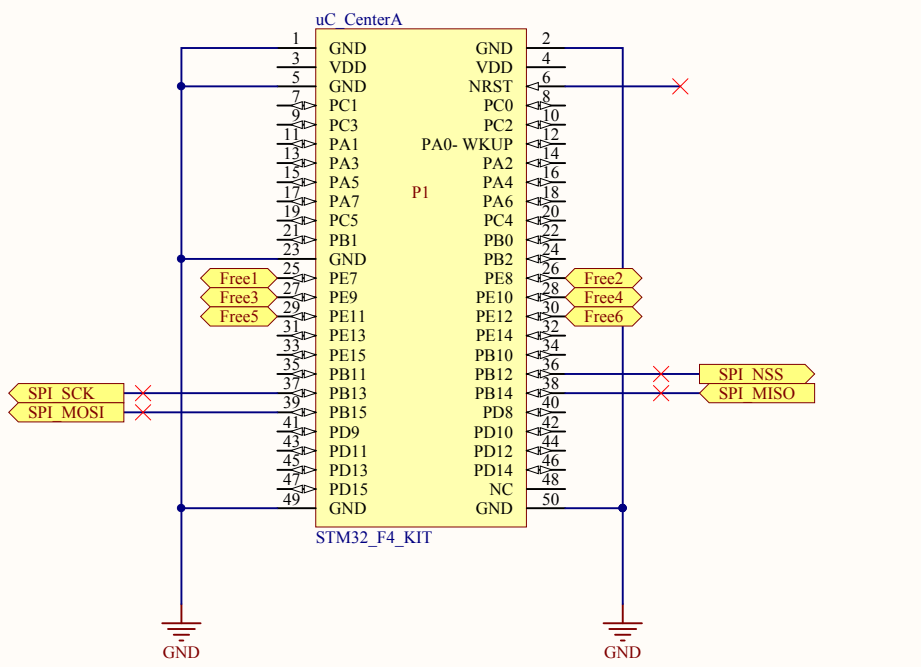 uC_CenterA
1 GND GND 2
3 VDD VDD 4
5 GND NRST 6
7 PC1 PC0 8
9 PC3 PC2 10
11 PA1 PA0- WKUP 12
13 PA3 PA2 14
15 PA5 PA4 16
P1
17 PA7 PA6 18
19 PC5 PC4 20
21 PB1 PB0 22
23 GND PB2 24
Free1 25 PE7 PE8 26 Free2
Free3 27 PE9 PE10 28 Free4
Free5 29 PE11 PE12 30 Free6
31 PE13 PE14 32
33 PE15 PB10 34
35 PB11 PB12 36 SPI_NSS
SPI_SCK 37 PB13 PB14 38 SPI_MISO
SPI_MOSI 39 PB15 PD8 40
41 PD9 PD10 42
43 PD11 PD12 44
45 PD13 PD14 46
47 PD15 NC 48
49 GND GND 50
STM32_F4_KIT
GND GND